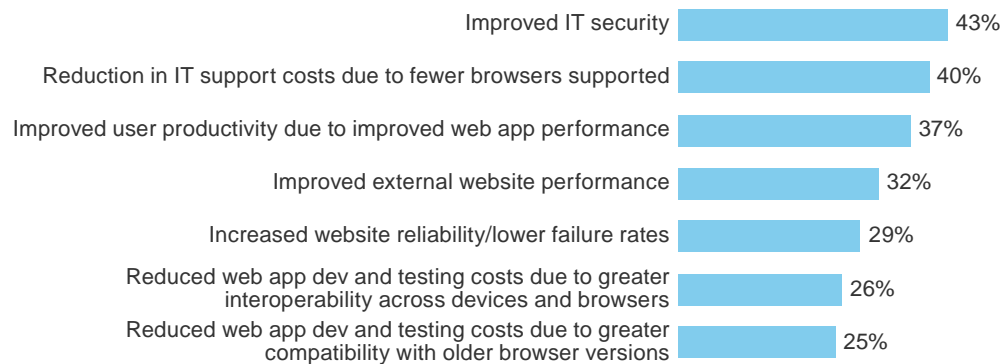 Improved IT security 43%
Reduction in IT support costs due to fewer browsers supported 40%
Improved user productivity due to improved web app performance 37%
Improved external website performance 32%
Increased website reliability/lower failure rates 29%
Reduced web app dev and testing costs due to greater
interoperability across devices and browsers 26%
Reduced web app dev and testing costs due to greater
compatibility with older browser versions 25%